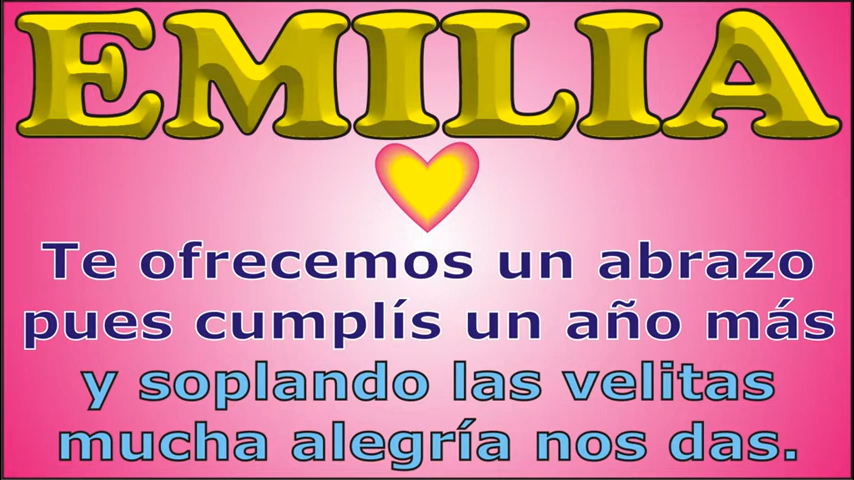 EMILIA
Te ofrecemos un abrazo
pues cumplís un año más
y soplando las velitas
mucha alegría nos das.